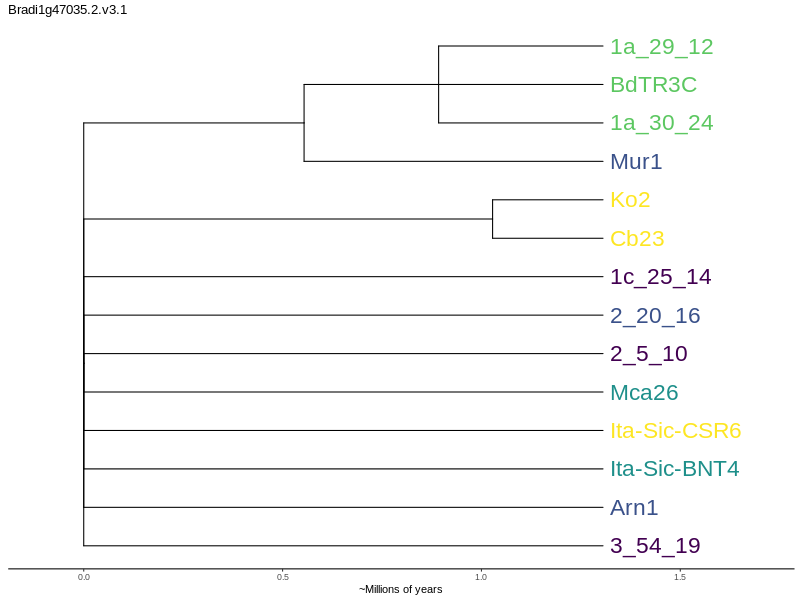 Bradi1g47035.2.v3.1
1a_29_12
BdTR3C
1a_30_24
Mur1
Ko2
Cb23
1c_25_14
2_20_16
2_5_10
Mca26
Ita-Sic-CSR6
Ita-Sic-BNT4
Arn1
3_54_19
0.0 0.5 1.0 1.5
~Millions of years